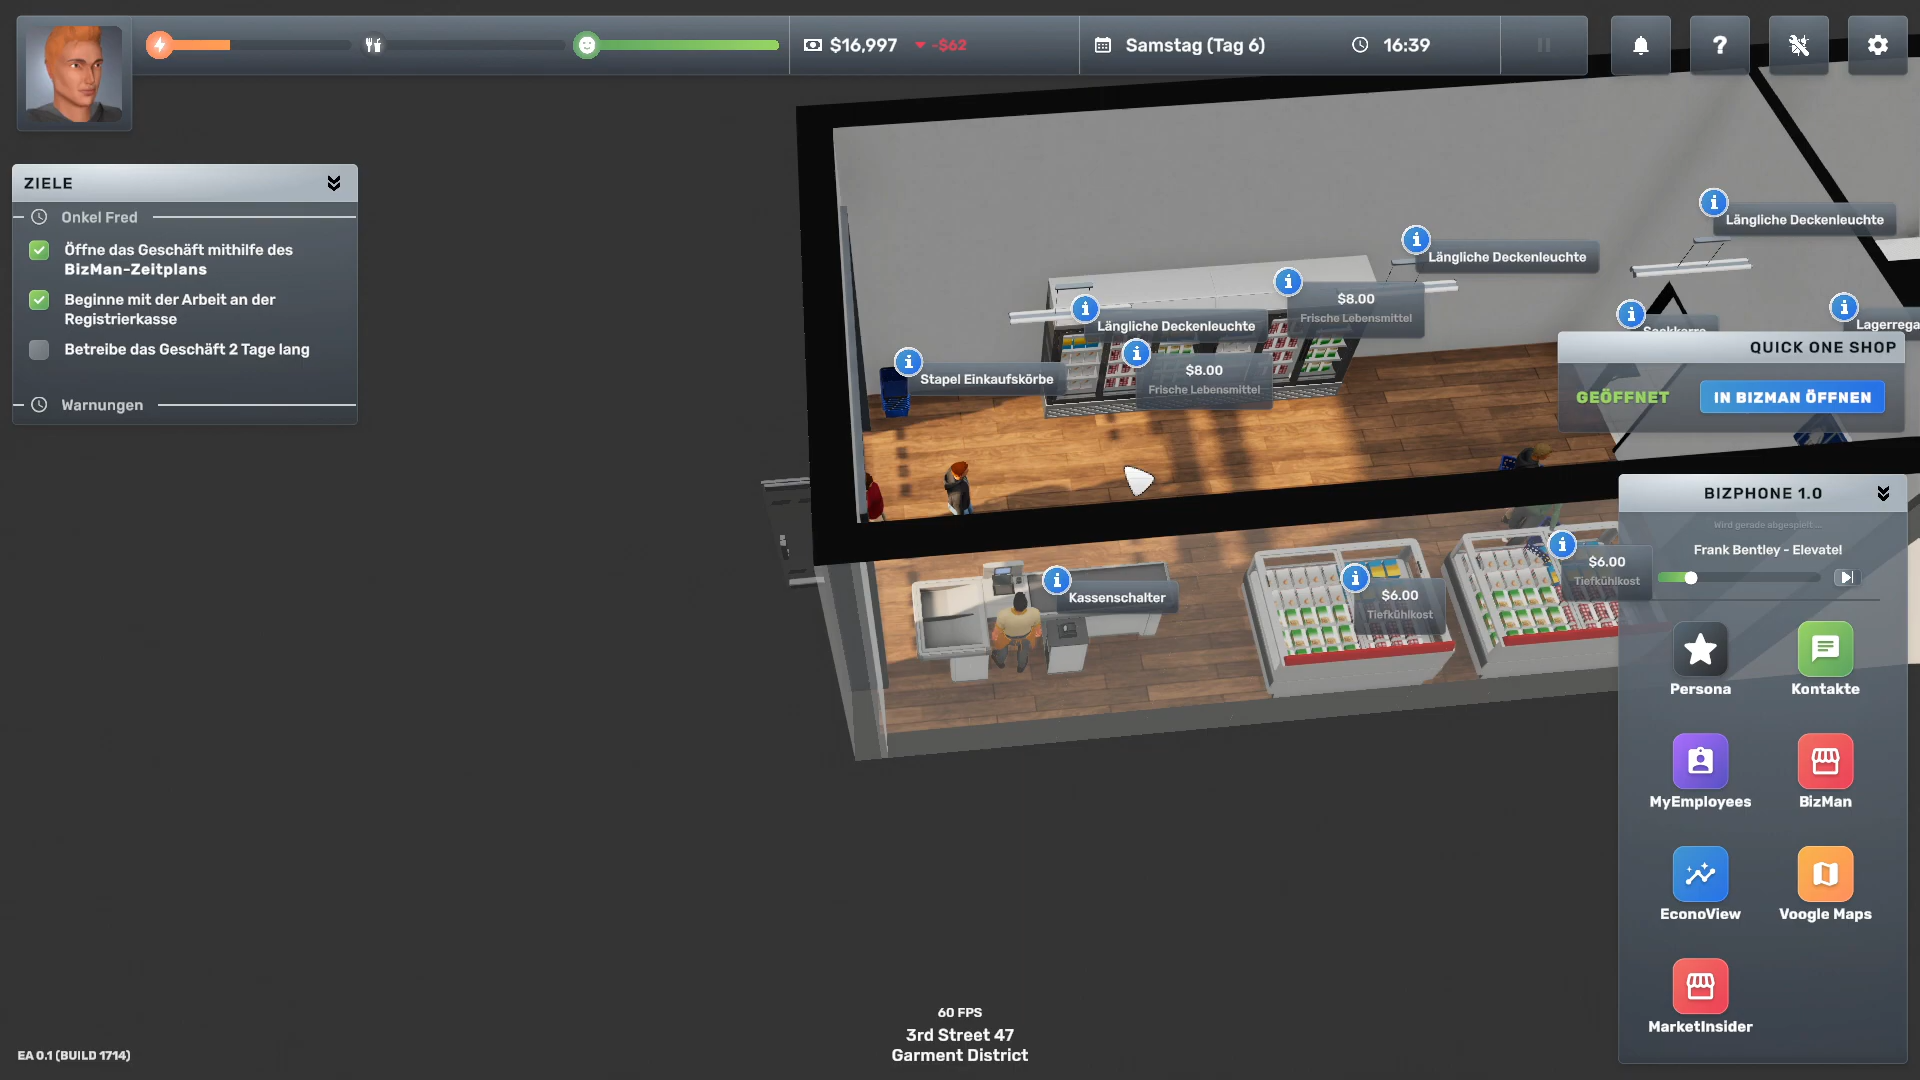 $16,997
-$62
Samstag (Tag 6)
16:39
?
ZIELE
Onkel Fred
Öffne das Geschäft mithilfe des
BizMan-Zeitplans
Beginne mit der Arbeit an der
Registrierkasse
Betreibe das Geschäft 2 Tage lang
Warnungen
Längliche Deckenleuchte
Längliche Deckenleuchte
$8.00
Frische Lebensmittel
Längliche Deckenleuchte
Sackkarre
Lagerrega
Stapel Einkaufskörbe
$8.00
Frische Lebensmittel
QUICK ONE SHOP
GEÖFFNET
IN BIZMAN ÖFFNEN
BIZPHONE 1.0
Wird gerade abgespielt ...
Frank Bentley - Elevate!
Kassenschalter
$6.00
Tiefkühlkost
$6.00
Tiefkühlkost
Persona
Kontakte
MyEmployees
BizMan
EconoView
Voogle Maps
MarketInsider
60 FPS
3rd Street 47
Garment District
EA 0.1 (BUILD 1714)